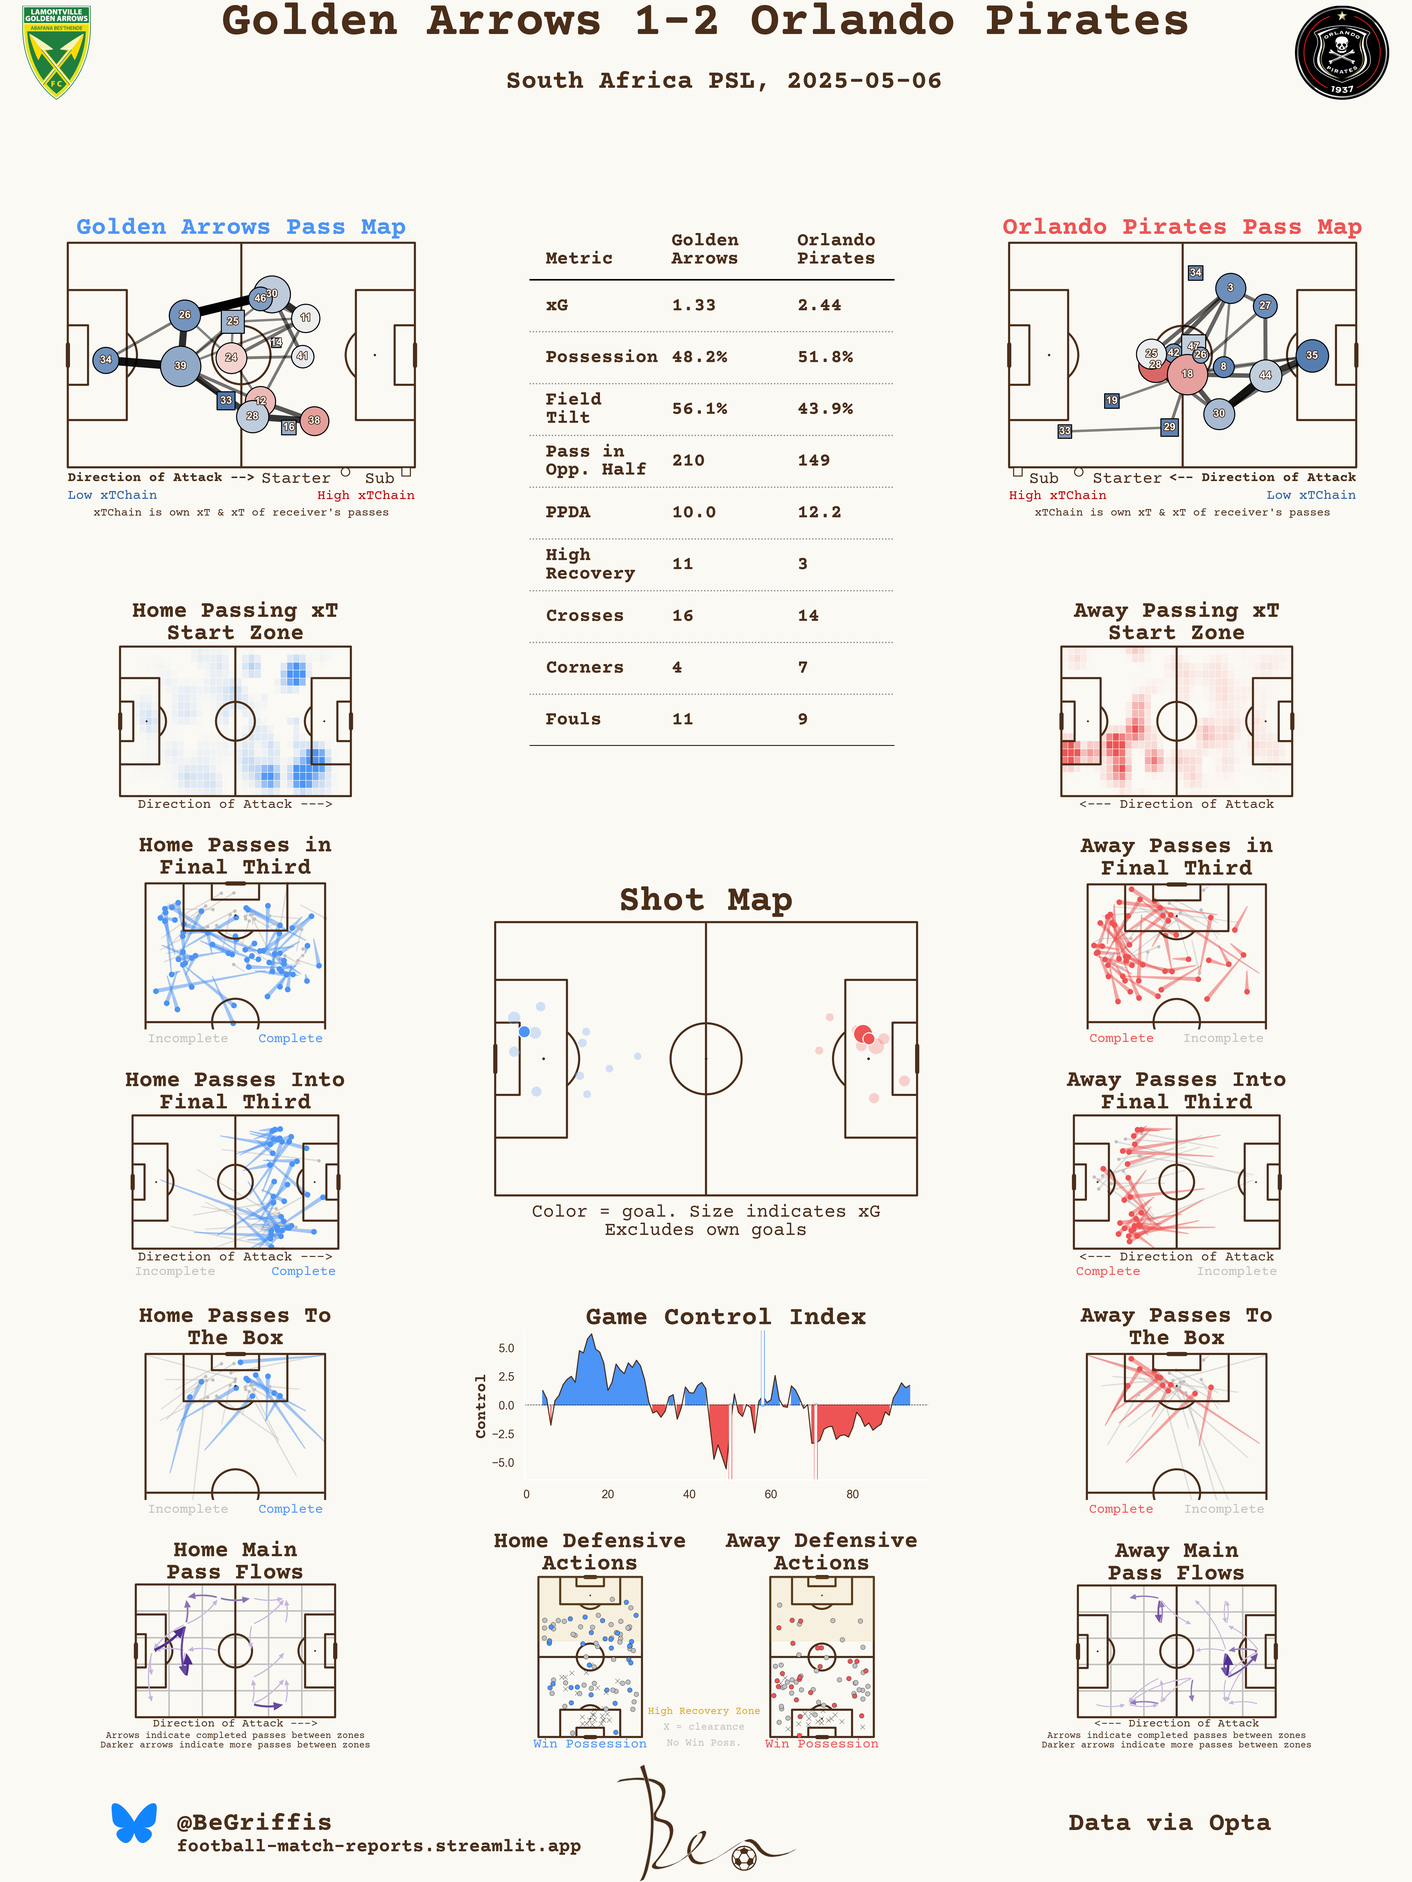 Golden Arrows 1-2 Orlando Pirates
South Africa PSL, 2025-05-06
LAMONTVILLE
GOLDEN ARROWS
ABAFANA BES'THENDE
FC
ORLANDO
PIRATES
1937
Golden Arrows Pass Map
30
46
26
25
11
14
24
41
34
39
33
12
28
16
38
Direction of Attack --> Starter Sub
Low xTChain High xTChain
xTChain is own xT & xT of receiver's passes
Metric Golden Arrows Orlando Pirates
xG 1.33 2.44
Possession 48.2% 51.8%
Field Tilt 56.1% 43.9%
Pass in Opp. Half 210 149
PPDA 10.0 12.2
High Recovery 11 3
Crosses 16 14
Corners 4 7
Fouls 11 9
Orlando Pirates Pass Map
34
3
27
47
25
42
26
28
18
8
35
44
19
30
33
29
Sub Starter <-- Direction of Attack
High xTChain Low xTChain
xTChain is own xT & xT of receiver's passes
Home Passing xT
Start Zone
Direction of Attack --->
Away Passing xT
Start Zone
<--- Direction of Attack
Home Passes in
Final Third
Incomplete Complete
Away Passes in
Final Third
Complete Incomplete
Shot Map
Color = goal. Size indicates xG
Excludes own goals
Home Passes Into
Final Third
Direction of Attack --->
Incomplete Complete
Away Passes Into
Final Third
<--- Direction of Attack
Complete Incomplete
Home Passes To
The Box
Incomplete Complete
Game Control Index
Control
5.0
2.5
0.0
−2.5
−5.0
0 20 40 60 80
Away Passes To
The Box
Complete Incomplete
Home Main
Pass Flows
Direction of Attack --->
Arrows indicate completed passes between zones
Darker arrows indicate more passes between zones
Home Defensive
Actions
Win Possession
Away Defensive
Actions
Win Possession
High Recovery Zone
X = clearance
No Win Poss.
Away Main
Pass Flows
<--- Direction of Attack
Arrows indicate completed passes between zones
Darker arrows indicate more passes between zones
@BeGriffis
football-match-reports.streamlit.app
Ben
Data via Opta